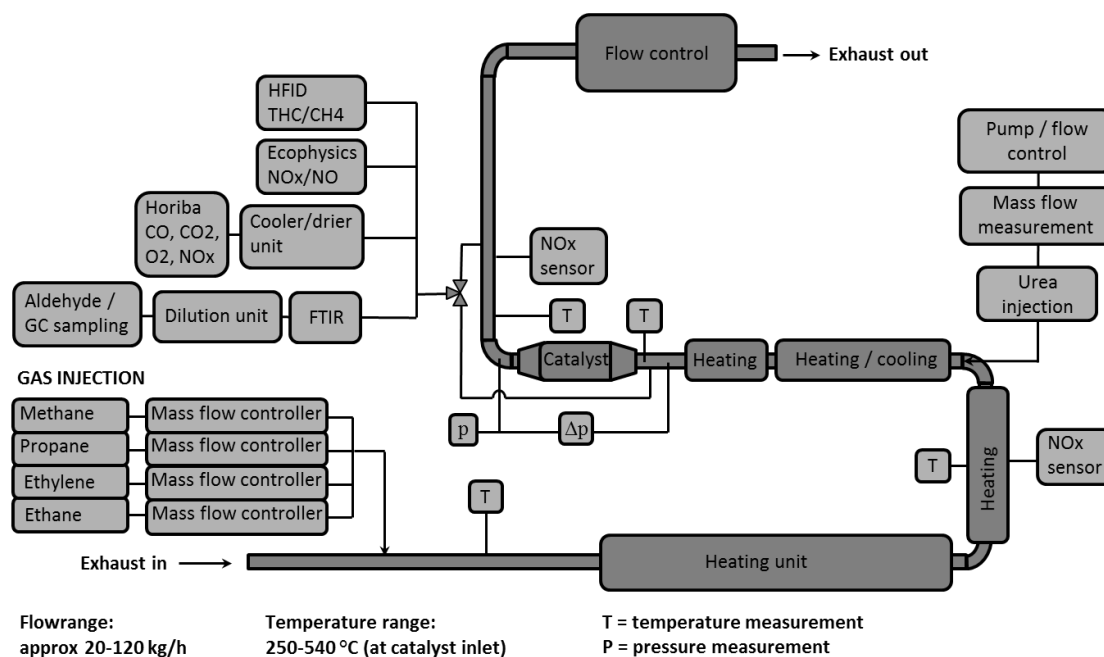 Flow control
Exhaust out
HFID
THC/CH4
Ecophysics
NOx/NO
Horiba
CO, CO2,
O2, NOx
Cooler/drier
unit
Aldehyde /
GC sampling
Dilution unit
FTIR
NOx
sensor
T
T
Pump / flow
control
Mass flow
measurement
Urea
injection
Catalyst
Heating
Heating / cooling
p
Δp
GAS INJECTION
Methane
Mass flow controller
Propane
Mass flow controller
Ethylene
Mass flow controller
Ethane
Mass flow controller
T
T
Heating
NOx
sensor
Exhaust in
Heating unit
Flowrange:
approx 20-120 kg/h
Temperature range:
250-540 °C (at catalyst inlet)
T = temperature measurement
P = pressure measurement